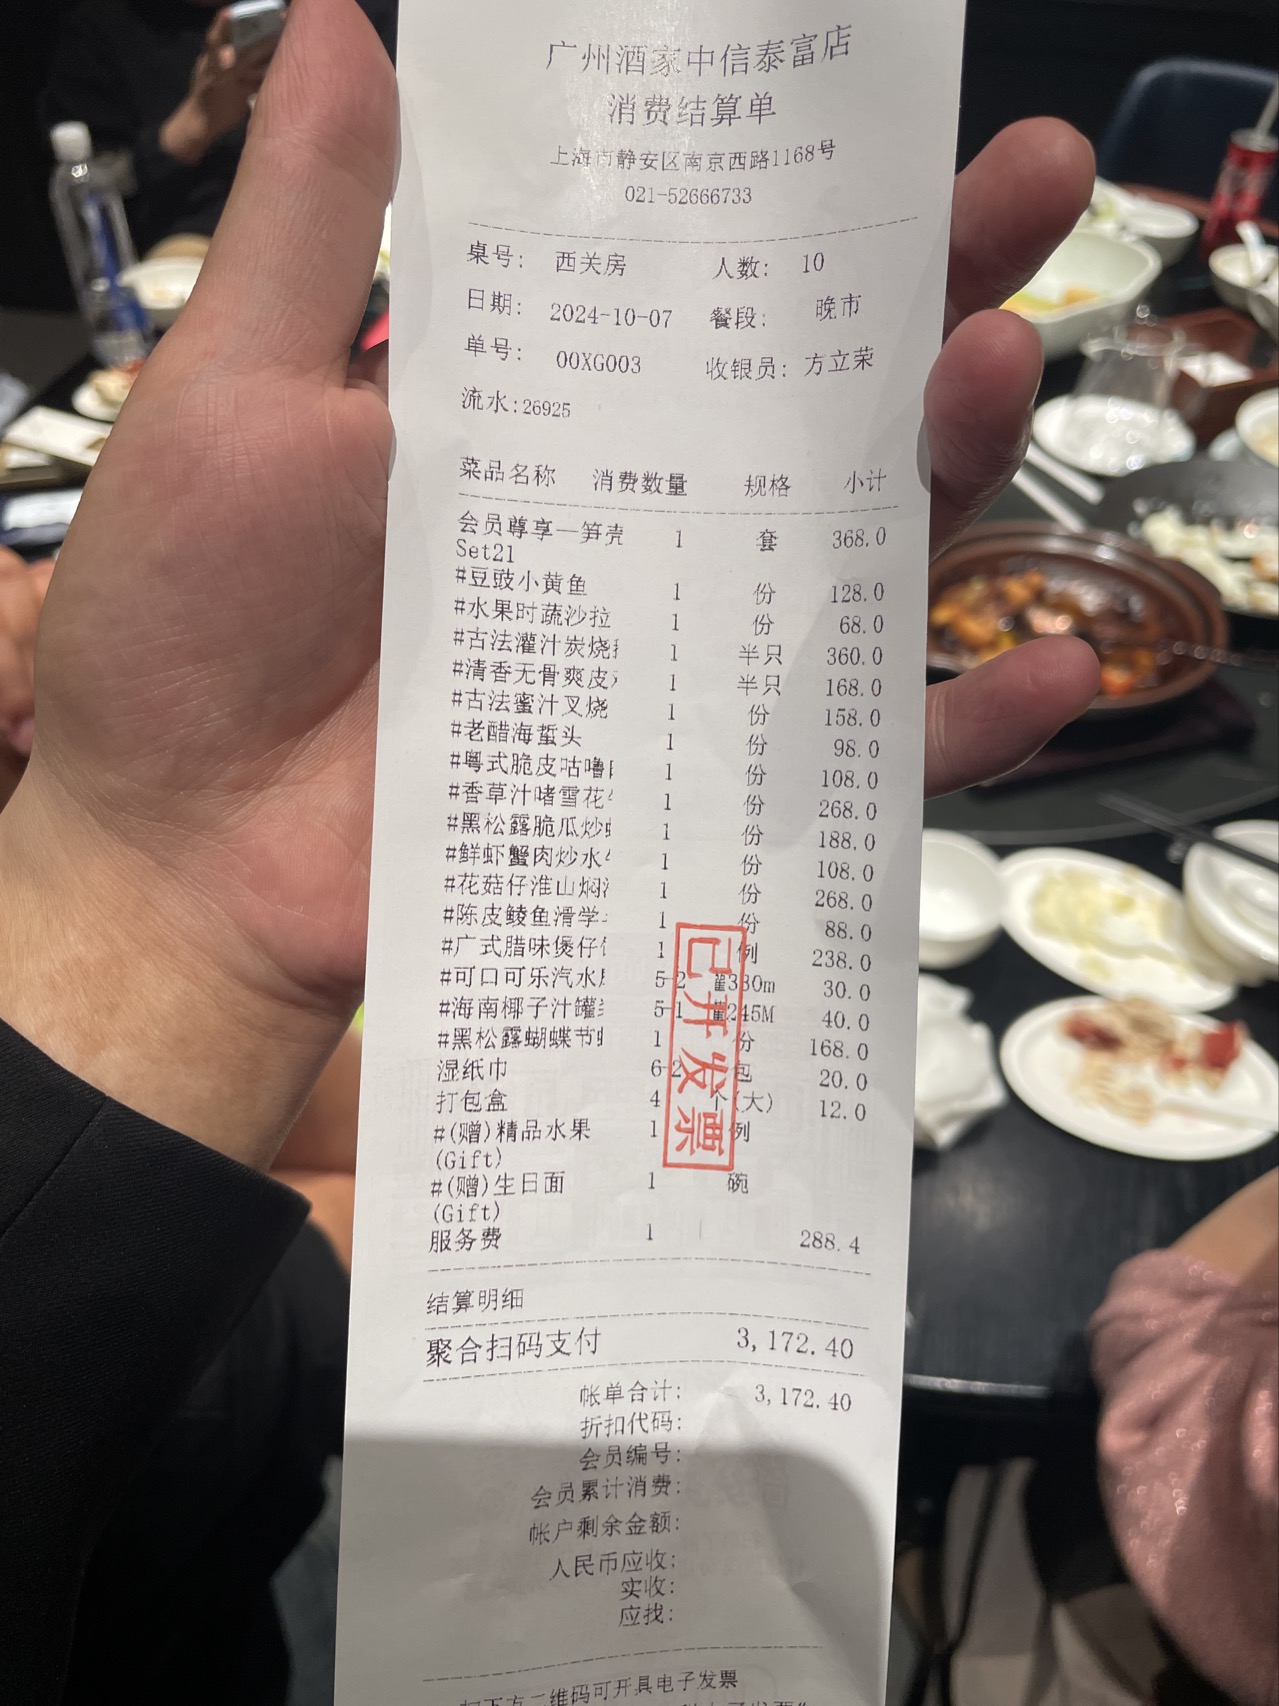 广州酒家中信泰富店
消费结算单
上海市静安区南京西路1168号
021-52666733
桌号: 西关房 人数: 10
日期: 2024-10-07 餐段: 晚市
单号: 00XG003 收银员: 方立荣
流水:26925
菜品名称 消费数量 规格 小计
会员尊享—笋壳 1 套 368.0
Set21
#豆豉小黄鱼 1 份 128.0
#水果时蔬沙拉 1 份 68.0
#古法灌汁炭烧 1 半只 360.0
#清香无骨爽皮 1 半只 168.0
#古法蜜汁叉烧 1 份 158.0
#老醋海蜇头 1 份 98.0
#粤式脆皮咕噜 1 份 108.0
#香草汁啫雪花 1 份 268.0
#黑松露脆瓜炒 1 份 188.0
#鲜虾蟹肉炒水 1 份 108.0
#花菇仔淮山焖 1 份 268.0
#陈皮鲮鱼滑学 1 份 88.0
#广式腊味煲仔 1 例 238.0
#可口可乐汽水 5-2 罐330m 30.0
#海南椰子汁罐 5-1 罐245M 40.0
#黑松露蝴蝶节 1 份 168.0
湿纸巾 6-2 包 20.0
打包盒 4 个(大) 12.0
#(赠)精品水果 1 例
(Gift)
#(赠)生日面 1 碗
(Gift)
服务费 1 288.4
已开发票
结算明细
聚合扫码支付 3,172.40
帐单合计: 3,172.40
折扣代码:
会员编号:
会员累计消费:
帐户剩余金额:
人民币应收:
实收:
应找:
扫下方二维码可开具电子发票